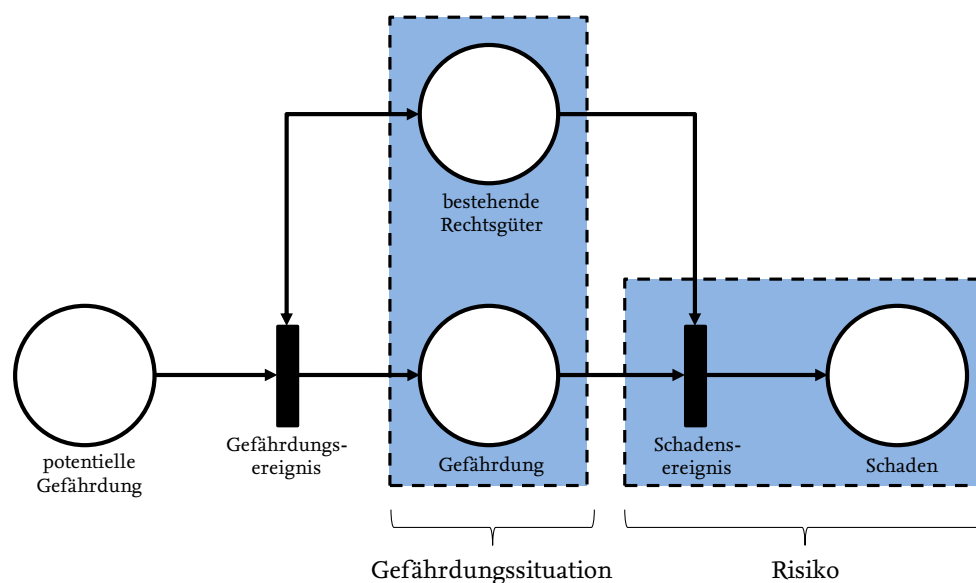 bestehende
Rechtsgüter
potentielle
Gefährdung
Gefährdungs-
ereignis
Gefährdung
Schadens-
ereignis
Schaden
Gefährdungssituation
Risiko